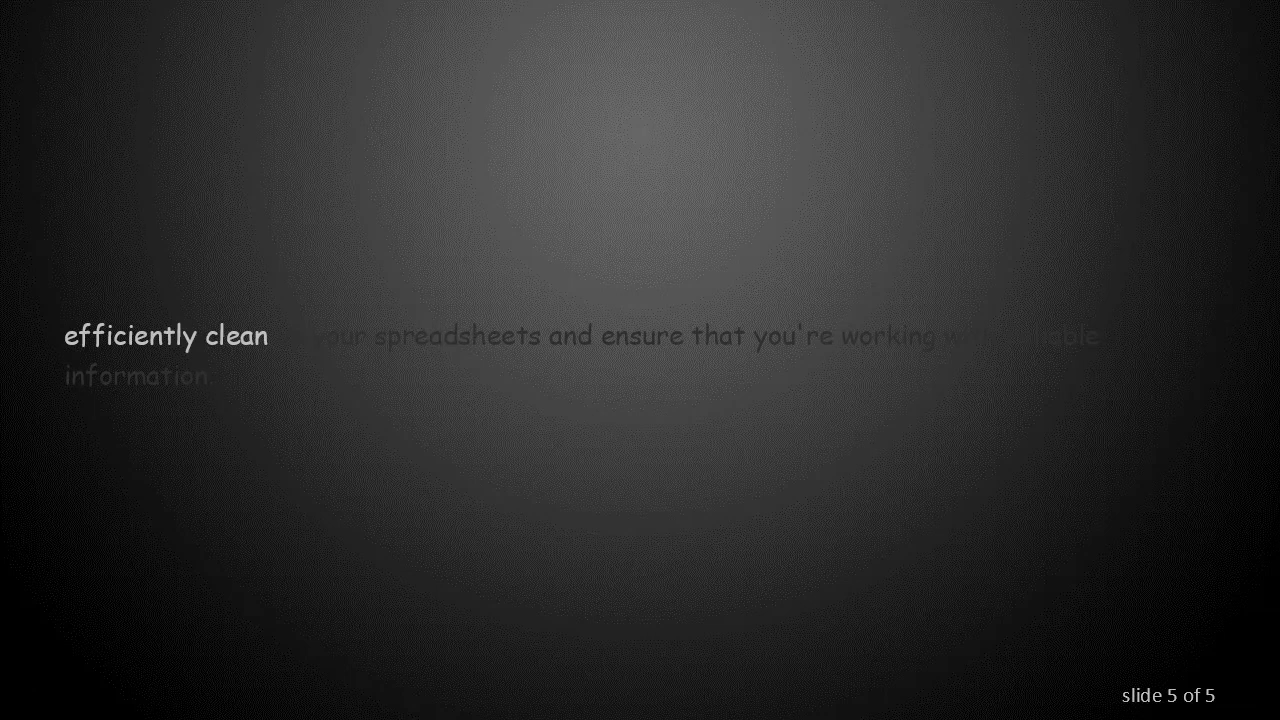 efficiently clean your spreadsheets and ensure that you're working
information
slide 5 of 5